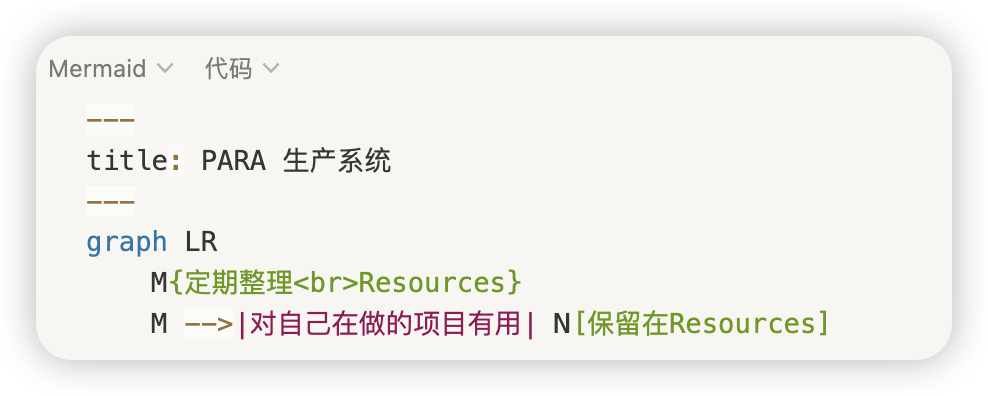 Mermaid 代码
---
title: PARA 生产系统
---
graph LR
M{定期整理<br>Resources}
M -->|对自己在做的项目有用| N[保留在Resources]